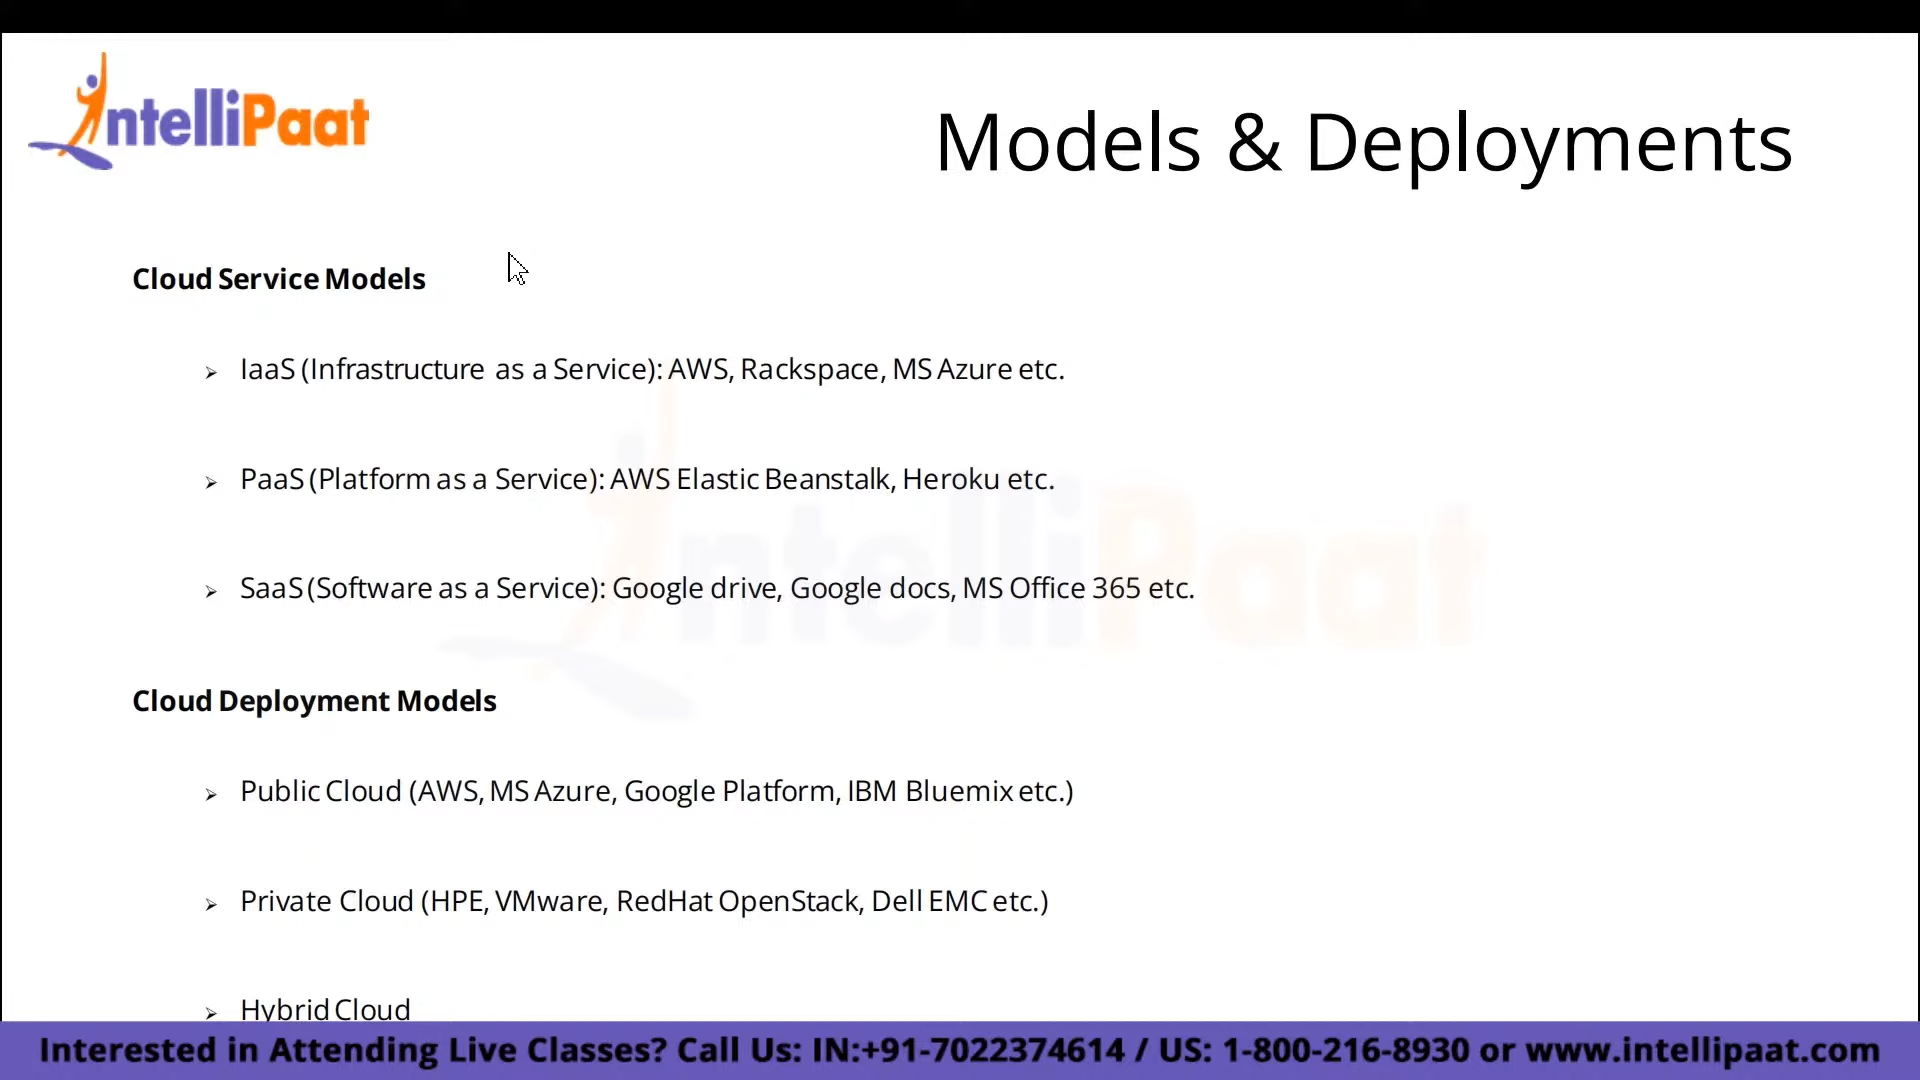 IntelliPaat
Models & Deployments
Cloud Service Models
➢ IaaS (Infrastructure as a Service): AWS, Rackspace, MS Azure etc.
➢ PaaS (Platform as a Service): AWS Elastic Beanstalk, Heroku etc.
➢ SaaS (Software as a Service): Google drive, Google docs, MS Office 365 etc.
IntelliPaat
Cloud Deployment Models
➢ Public Cloud (AWS, MS Azure, Google Platform, IBM Bluemix etc.)
➢ Private Cloud (HPE, VMware, RedHat OpenStack, Dell EMC etc.)
➢ Hybrid Cloud
Interested in Attending Live Classes? Call Us: IN:+91-7022374614 / US: 1-800-216-8930 or www.intellipaat.com